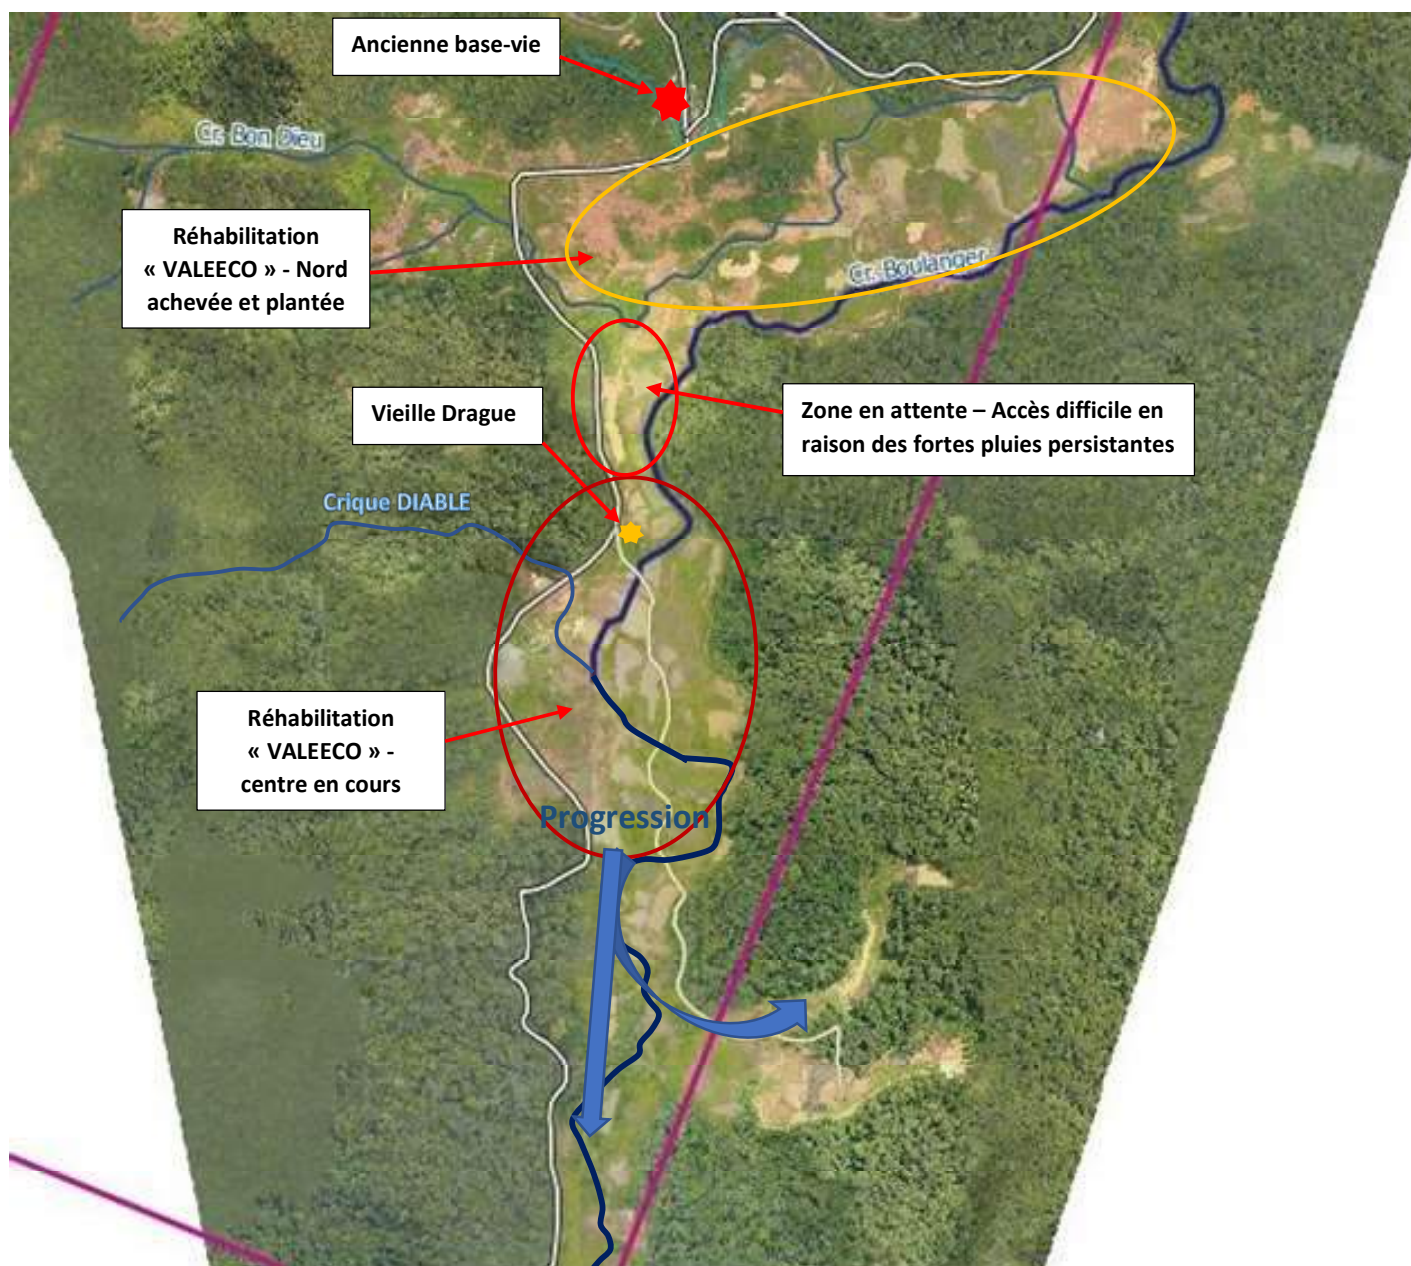 Ancienne base-vie
Cr. Bon Dieu
Réhabilitation
« VALEECO » - Nord
achevée et plantée
Cr. Boulanger
Vieille Drague
Zone en attente – Accès difficile en
raison des fortes pluies persistantes
Crique DIABLE
Réhabilitation
« VALEECO » -
centre en cours
Progression